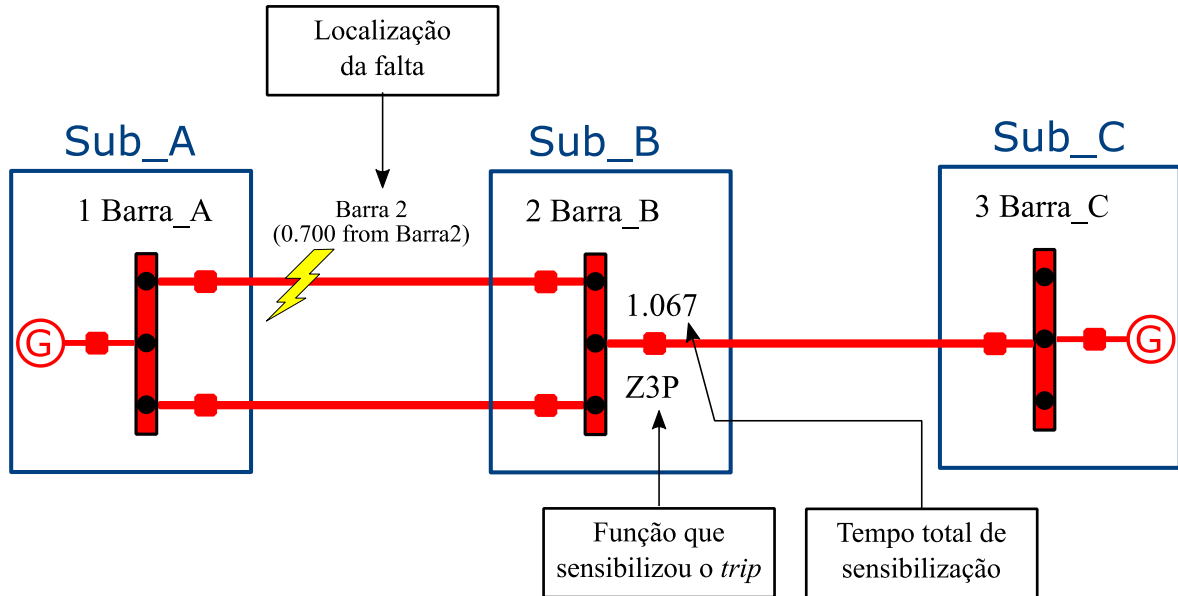 Localização
da falta
Sub_A
Sub_B
Sub_C
1 Barra_A
Barra 2
(0.700 from Barra2)
2 Barra_B
3 Barra_C
1.067
G
G
Z3P
Função que
sensibilizou o trip
Tempo total de
sensibilização